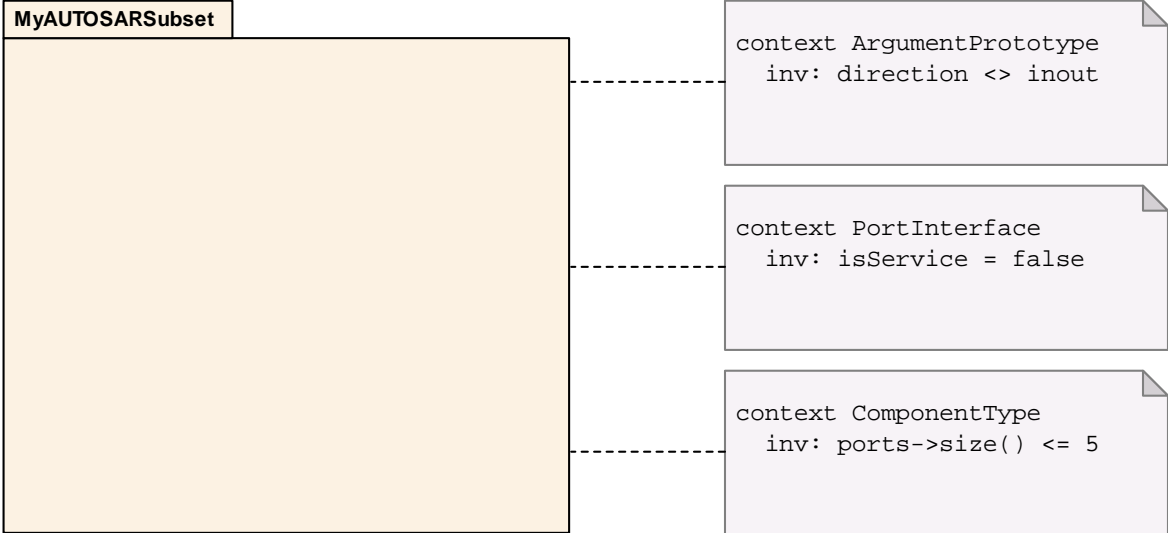 MyAUTOSARSubset
context ArgumentPrototype
inv: direction <> inout
context PortInterface
inv: isService = false
context ComponentType
inv: ports->size() <= 5